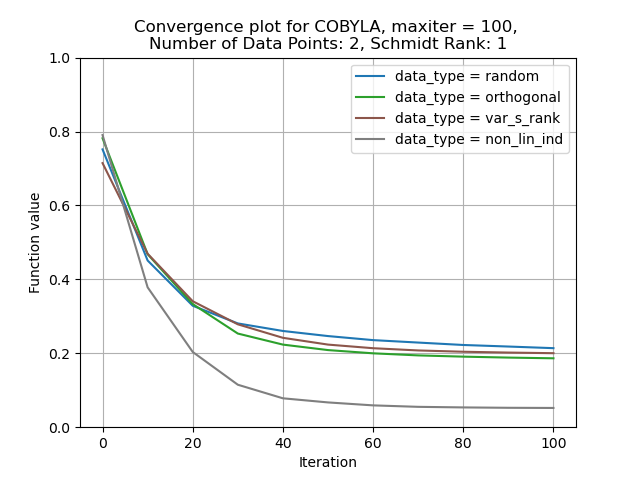 Convergence plot for COBYLA, maxiter = 100,
Number of Data Points: 2, Schmidt Rank: 1
1.0
0.8
0.6
0.4
0.2
0.0
Function value
data_type = random
data_type = orthogonal
data_type = var_s_rank
data_type = non_lin_ind
0 20 40 60 80 100
Iteration